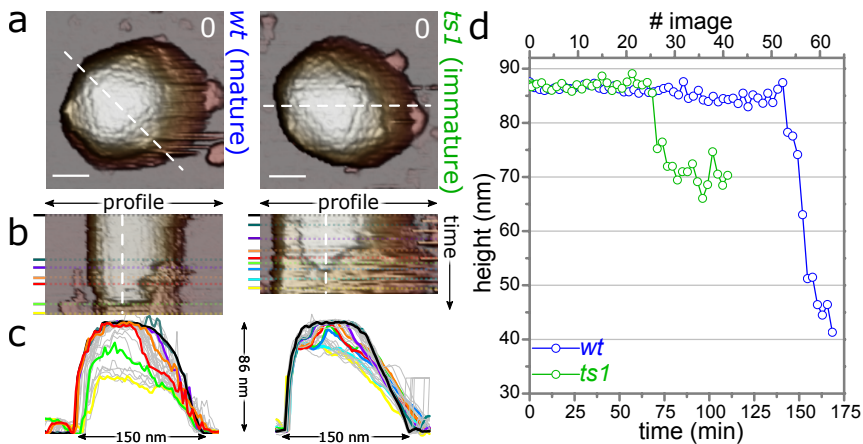 a
0
wt (mature)
0
ts1 (immature)
profile
profile
b
time
c
86 nm
150 nm
150 nm
d
# image
0 10 20 30 40 50 60
90
80
70
60
50
40
30
height (nm)
wt
ts1
0 25 50 75 100 125 150 175
time (min)